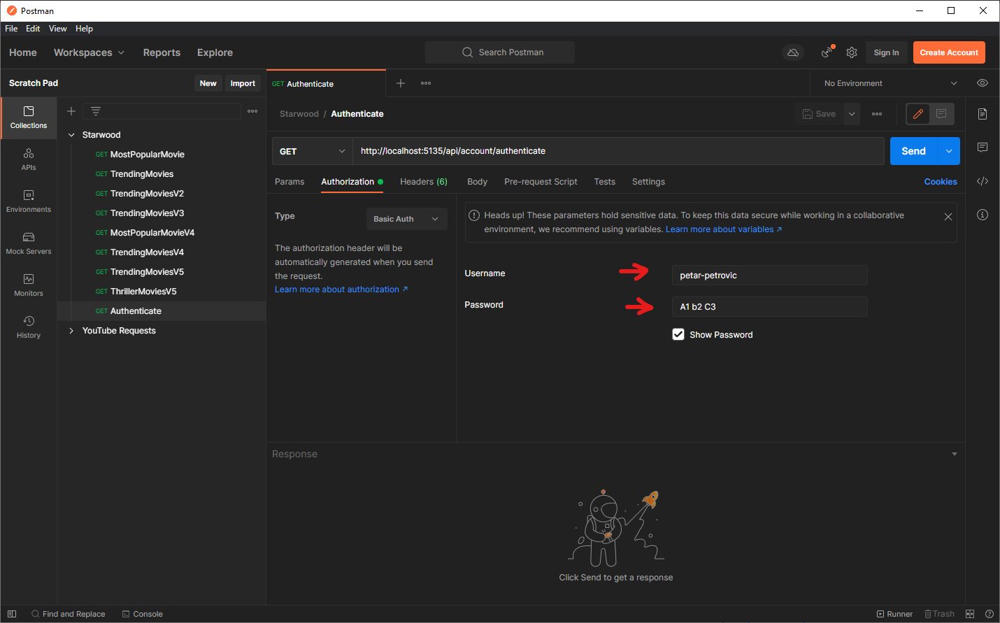 Postman
File Edit View Help
Home Workspaces Reports Explore Search Postman Sign In Create Account
Scratch Pad New Import GET Authenticate No Environment
Collections
APIs
Environments
Mock Servers
Monitors
History
Starwood
GET MostPopularMovie
GET TrendingMovies
GET TrendingMoviesV2
GET TrendingMoviesV3
GET MostPopularMovieV4
GET TrendingMoviesV4
GET TrendingMoviesV5
GET ThrillerMoviesV5
GET Authenticate
YouTube Requests
Starwood / Authenticate Save
GET http://localhost:5135/api/account/authenticate Send
Params Authorization Headers (6) Body Pre-request Script Tests Settings Cookies
Type Basic Auth
The authorization header will be
automatically generated when you send
the request.
Learn more about authorization ↗
Heads up! These parameters hold sensitive data. To keep this data secure while working in a collaborative
environment, we recommend using variables. Learn more about variables ↗
Username petar-petrovic
Password A1 b2 C3
Show Password
Response
Click Send to get a response
Find and Replace Console Runner Trash